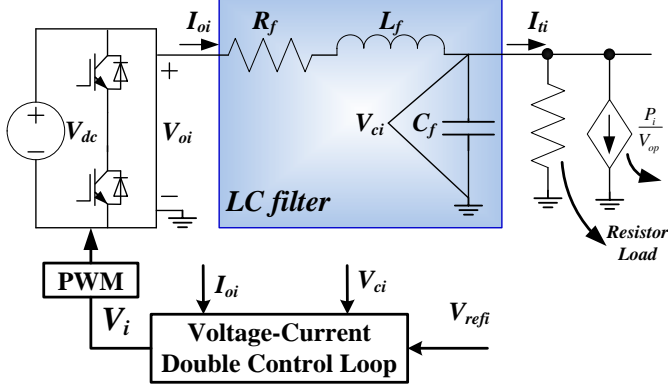 I_oi
R_f
L_f
I_ti
+
+
−
V_dc
V_oi
−
V_ci
C_f
P_i
V_op
LC filter
Resistor
Load
PWM
V_i
I_oi
V_ci
V_refi
Voltage-Current
Double Control Loop